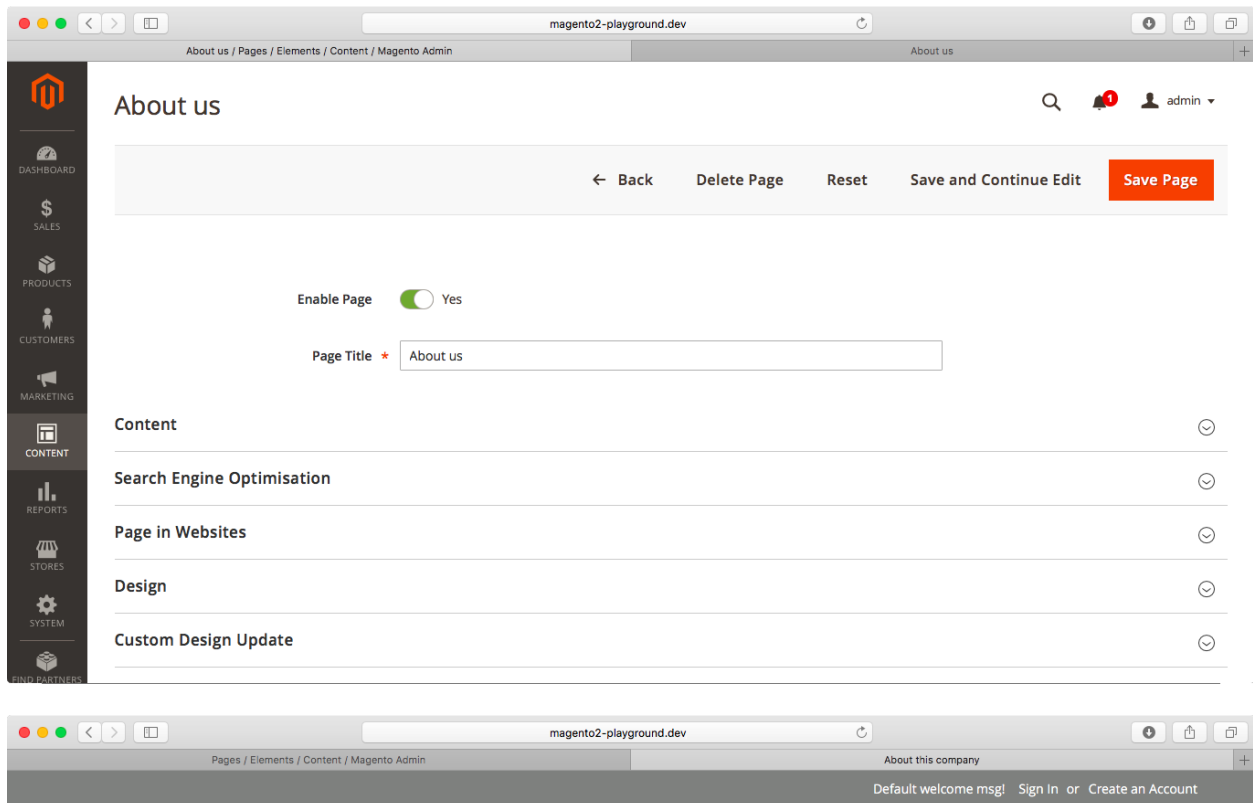 magento2-playground.dev
About us / Pages / Elements / Content / Magento Admin
About us
+
About us
1
admin
DASHBOARD
← Back
Delete Page
Reset
Save and Continue Edit
Save Page
$
SALES
PRODUCTS
Enable Page
Yes
CUSTOMERS
Page Title *
About us
MARKETING
Content
CONTENT
Search Engine Optimisation
REPORTS
Page in Websites
STORES
Design
SYSTEM
Custom Design Update
FIND PARTNERS
magento2-playground.dev
Pages / Elements / Content / Magento Admin
About this company
+
Default welcome msg! Sign In or Create an Account